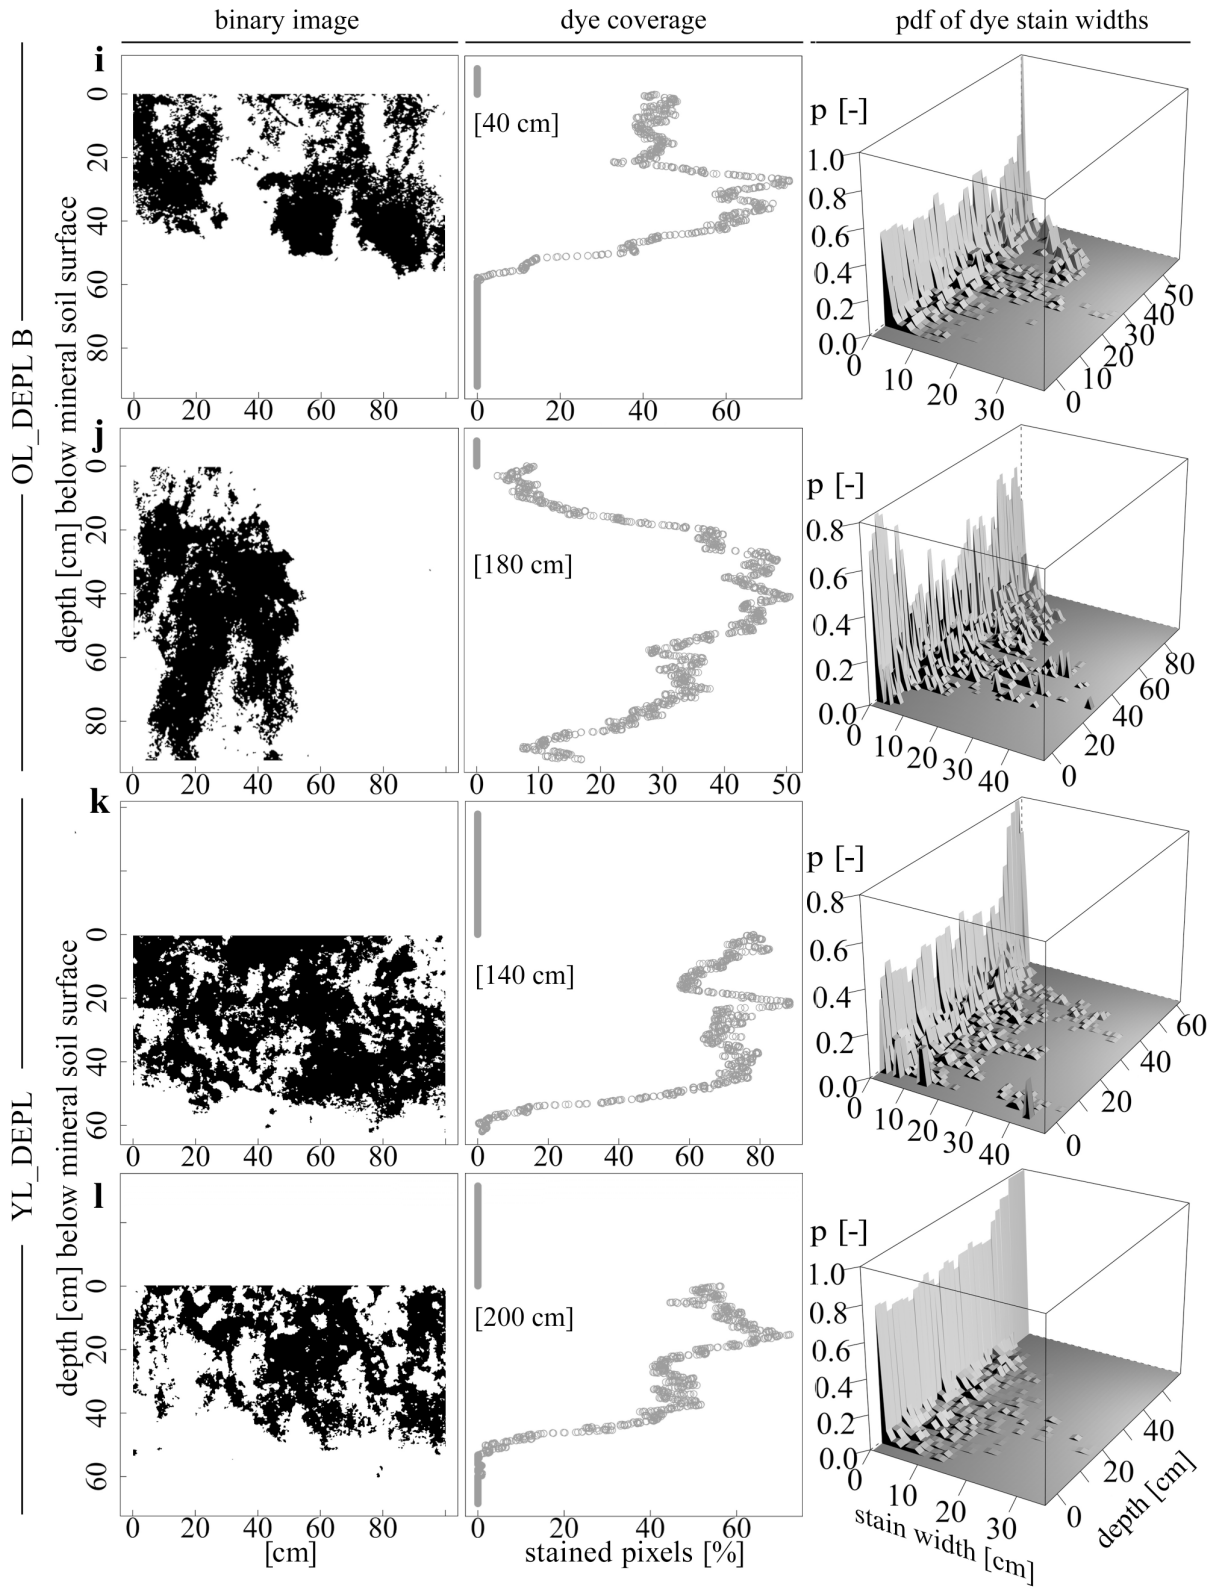 binary image dye coverage pdf of dye stain widths
OL_DEPL B
YL_DEPL
depth [cm] below mineral soil surface
depth [cm] below mineral soil surface
i
0 20 40 60 80
0 20 40 60 80
[40 cm]
0 20 40 60
p [-]
1.0 0.8 0.6 0.4 0.2 0.0
0 10 20 30
0 10 20 30 40 50
j
0 20 40 60 80
0 20 40 60 80
[180 cm]
0 10 20 30 40 50
p [-]
0.8 0.6 0.4 0.2 0.0
0 10 20 30 40
0 20 40 60 80
k
0 20 40 60
0 20 40 60 80
[140 cm]
0 20 40 60 80
p [-]
0.8 0.6 0.4 0.2 0.0
0 10 20 30 40
0 20 40 60
l
0 20 40 60
0 20 40 60 80
[cm]
[200 cm]
0 20 40 60
stained pixels [%]
p [-]
1.0 0.8 0.6 0.4 0.2 0.0
0 10 20 30
stain width [cm]
0 20 40
depth [cm]